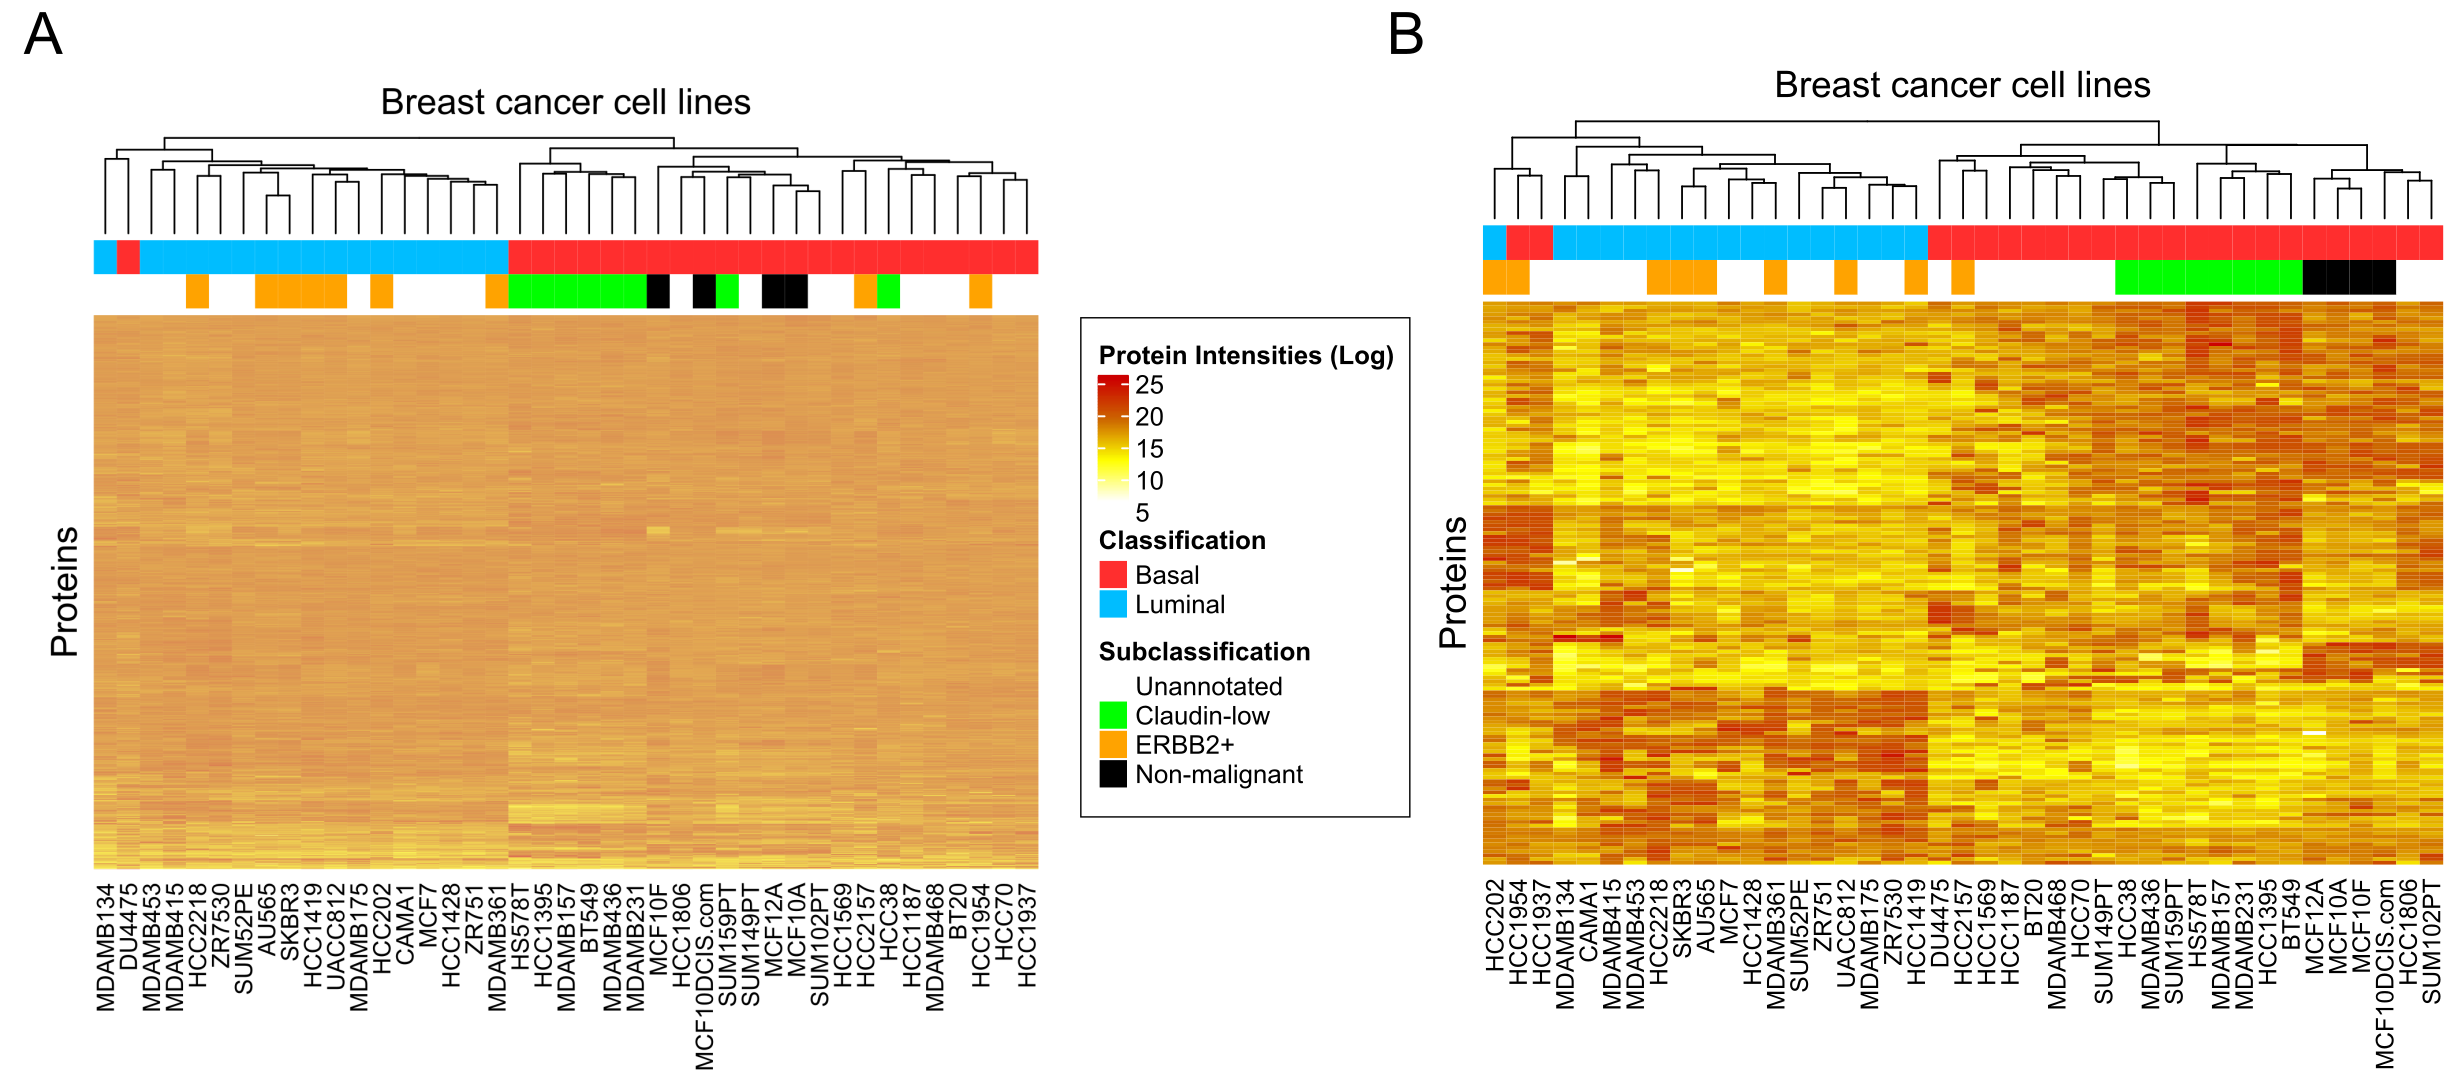 A
B
Breast cancer cell lines
Breast cancer cell lines
Proteins
Proteins
Protein Intensities (Log)
25
20
15
10
5
Classification
Basal
Luminal
Subclassification
Unannotated
Claudin-low
ERBB2+
Non-malignant
MDAMB134
DU4475
MDAMB453
MDAMB415
HCC2218
ZR7530
SUM52PE
AU565
SKBR3
HCC1419
UACC812
MDAMB175
HCC202
CAMA1
MCF7
HCC1428
ZR751
MDAMB361
HS578T
HCC1395
MDAMB157
BT549
MDAMB436
MDAMB231
MCF10F
HCC1806
MCF10DCIS.com
SUM159PT
SUM149PT
MCF12A
MCF10A
SUM102PT
HCC1569
HCC2157
HCC38
HCC1187
MDAMB468
BT20
HCC1954
HCC70
HCC1937
HCC202
HCC1954
HCC1937
MDAMB134
CAMA1
MDAMB415
MDAMB453
HCC2218
SKBR3
AU565
MCF7
HCC1428
MDAMB361
SUM52PE
ZR751
UACC812
MDAMB175
ZR7530
HCC1419
DU4475
HCC2157
HCC1569
HCC1187
BT20
MDAMB468
HCC70
SUM149PT
HCC38
MDAMB436
SUM159PT
HS578T
MDAMB157
MDAMB231
HCC1395
BT549
MCF12A
MCF10A
MCF10F
MCF10DCIS.com
HCC1806
SUM102PT